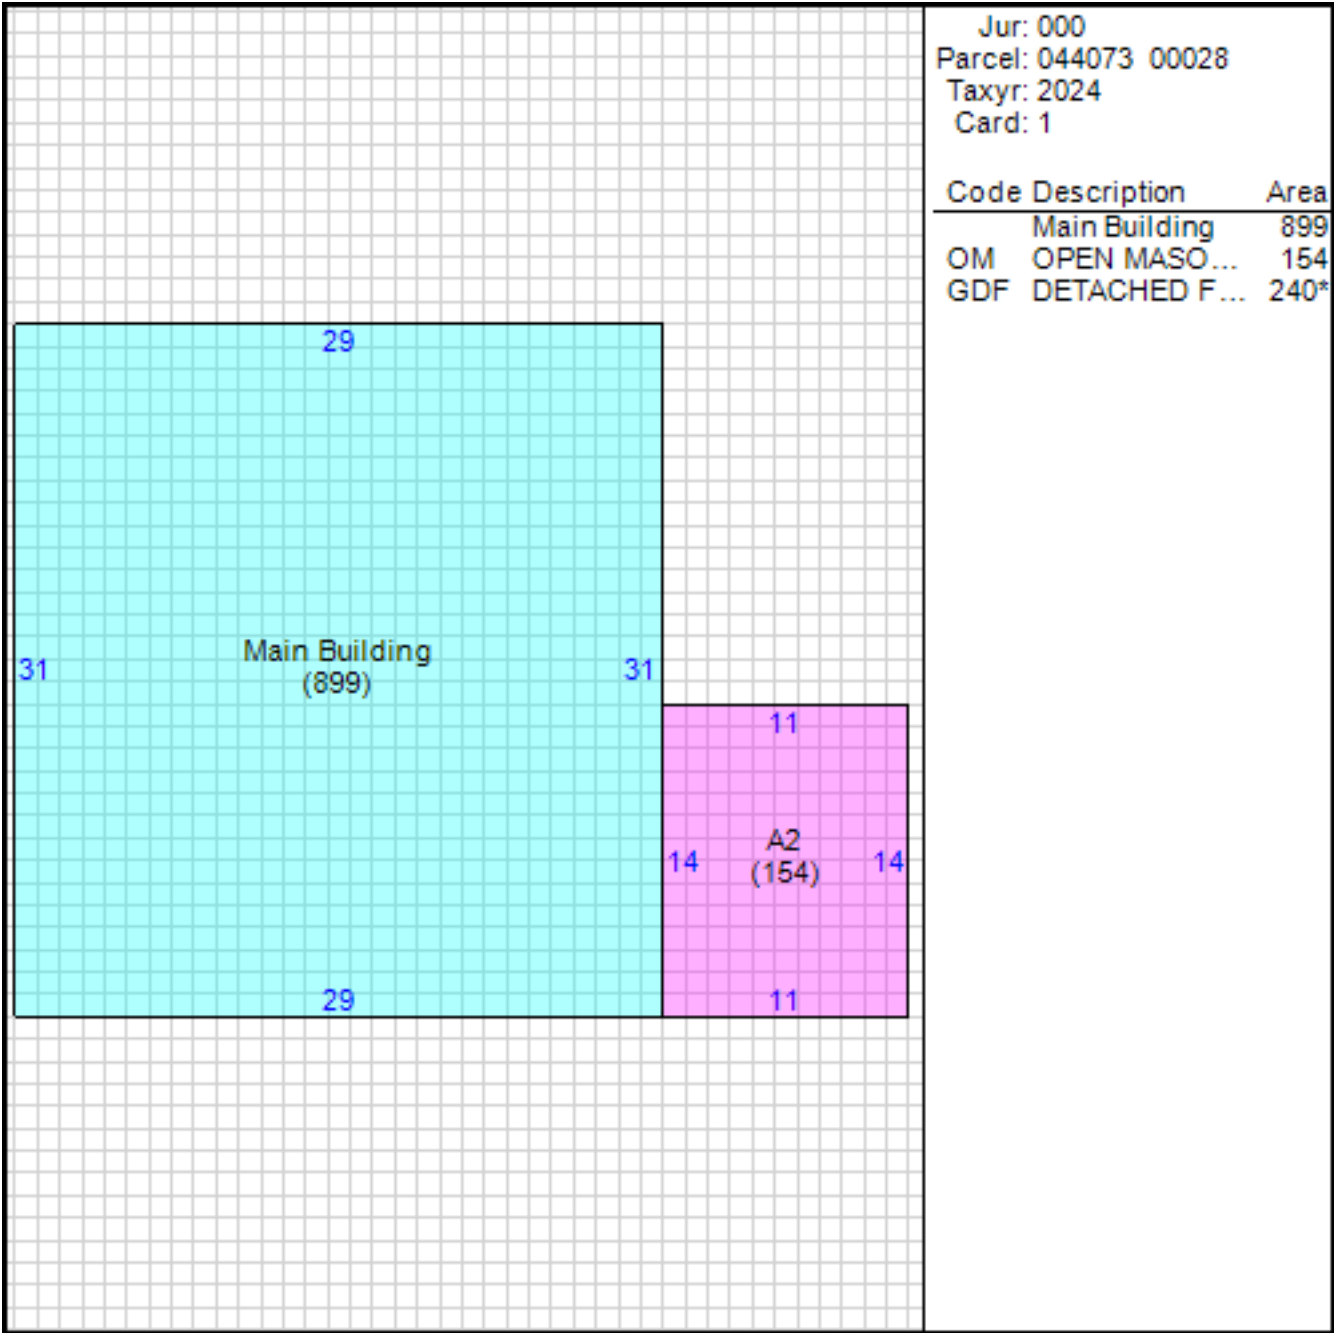 Jur: 000
Parcel: 044073 00028
Taxyr: 2024
Card: 1
Code Description Area
Main Building 899
OM OPEN MASO... 154
GDF DETACHED F... 240*
29
31
Main Building
(899)
31
29
11
14
A2
(154)
14
11